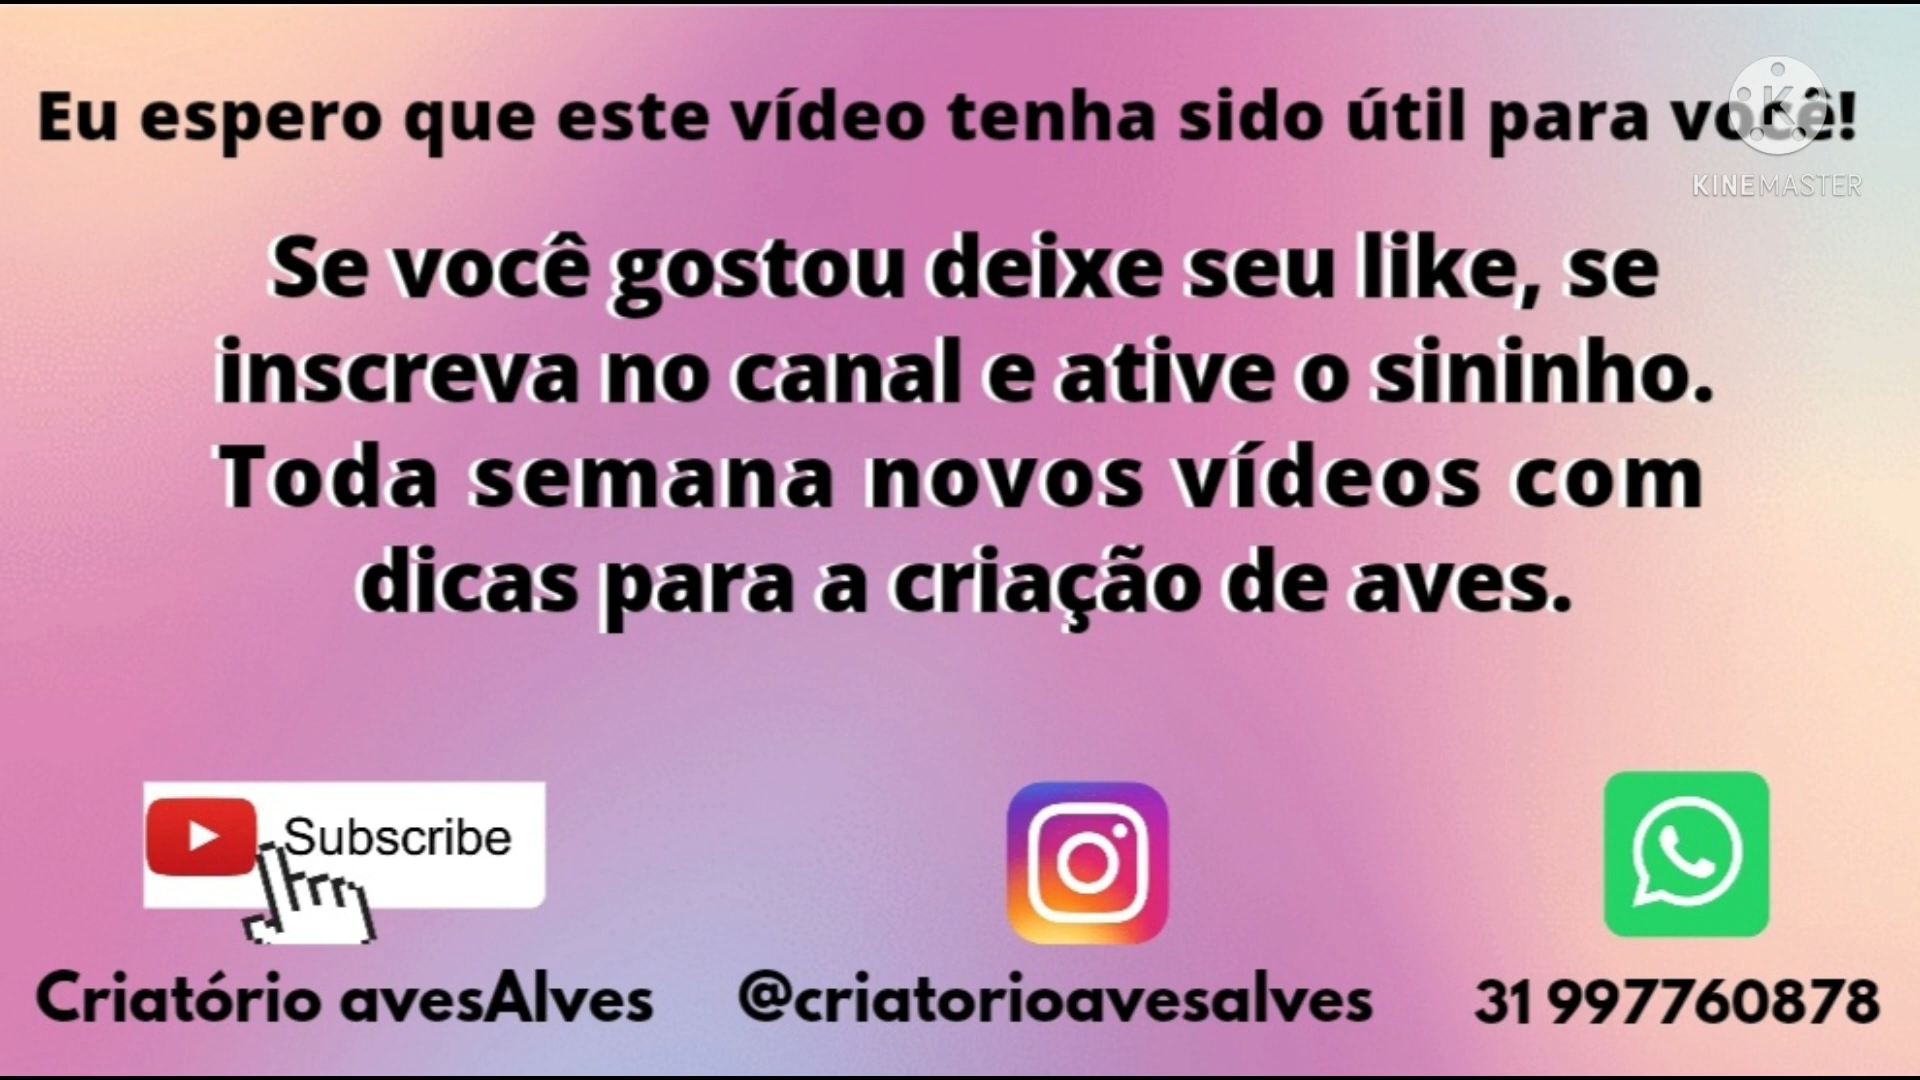 Eu espero que este vídeo tenha sido útil para você!
KINEMASTER
Se você gostou deixe seu like, se
inscreva no canal e ative o sininho.
Toda semana novos vídeos com
dicas para a criação de aves.
Subscribe
Criatório avesAlves
@criatorioavesalves
31 997760878